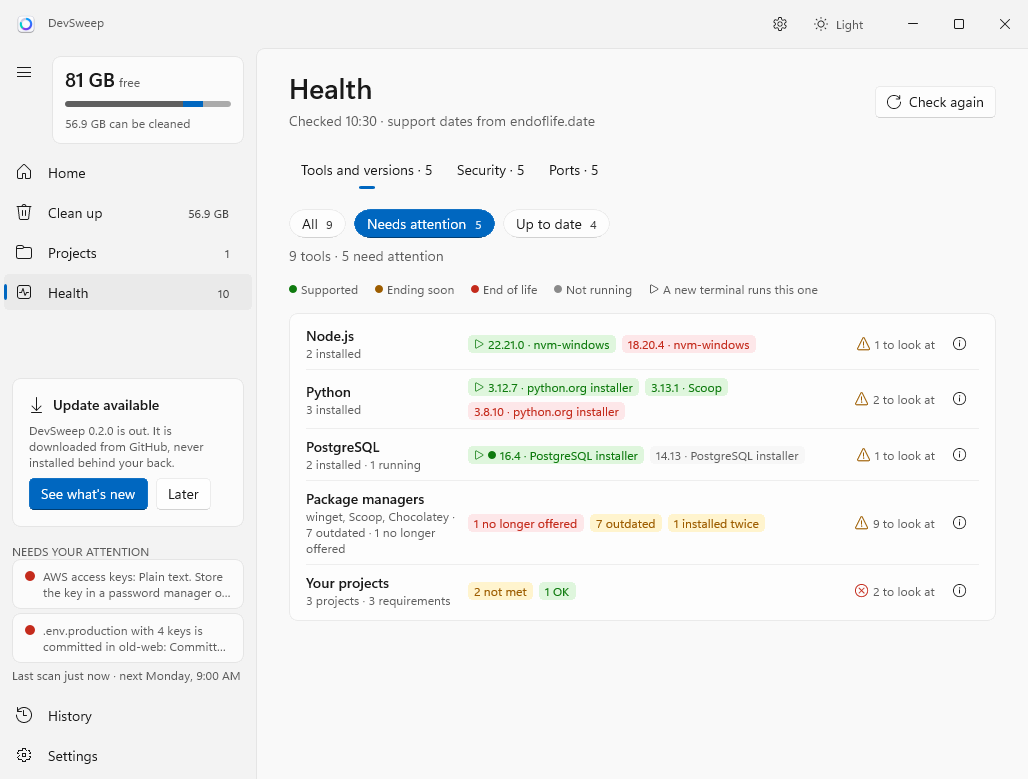 DevSweep
Light
81 GB free
56.9 GB can be cleaned
Home
Clean up 56.9 GB
Projects 1
Health 10
Update available
DevSweep 0.2.0 is out. It is
downloaded from GitHub, never
installed behind your back.
See what's new Later
NEEDS YOUR ATTENTION
AWS access keys: Plain text. Store
the key in a password manager o...
.env.production with 4 keys is
committed in old-web: Committ...
Last scan just now · next Monday, 9:00 AM
History
Settings
Health
Checked 10:30 · support dates from endoflife.date
Check again
Tools and versions · 5 Security · 5 Ports · 5
All 9 Needs attention 5 Up to date 4
9 tools · 5 need attention
Supported Ending soon End of life Not running A new terminal runs this one
Node.js
2 installed
22.21.0 · nvm-windows 18.20.4 · nvm-windows
1 to look at
Python
3 installed
3.12.7 · python.org installer 3.13.1 · Scoop
3.8.10 · python.org installer
2 to look at
PostgreSQL
2 installed · 1 running
16.4 · PostgreSQL installer 14.13 · PostgreSQL installer
1 to look at
Package managers
winget, Scoop, Chocolatey ·
7 outdated · 1 no longer
offered
1 no longer offered 7 outdated 1 installed twice
9 to look at
Your projects
3 projects · 3 requirements
2 not met 1 OK
2 to look at